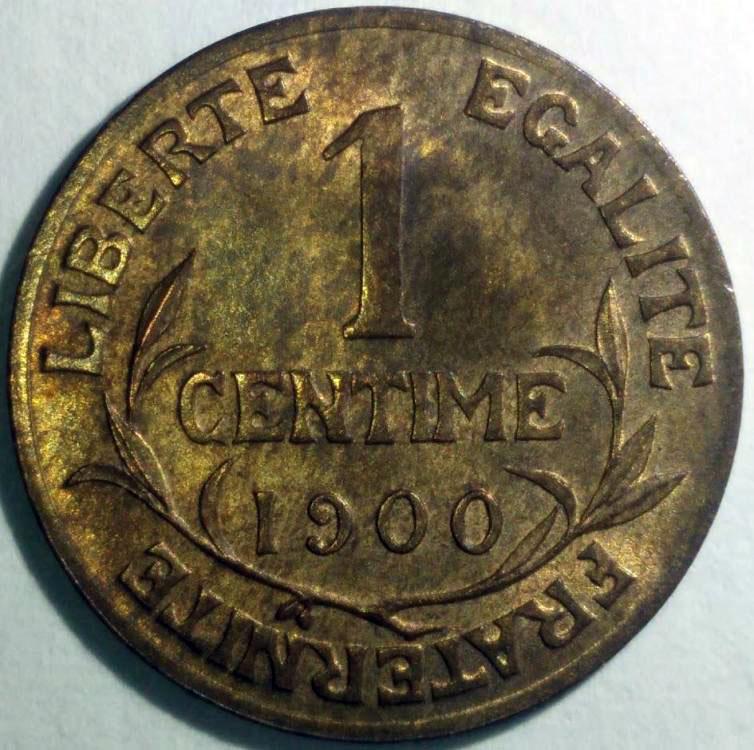 LIBERTE EGALITE
FRATERNITE
1
CENTIME
1900